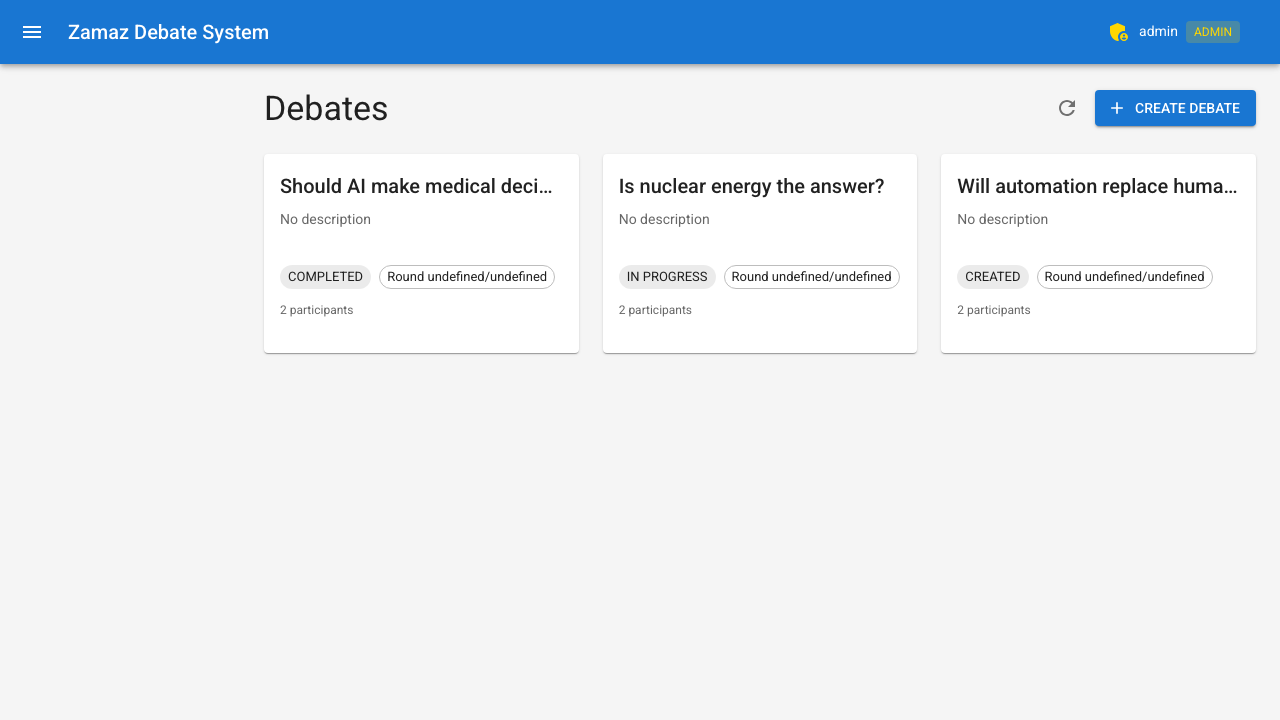 Zamaz Debate System
admin ADMIN
Debates
CREATE DEBATE
Should AI make medical deci...
No description
COMPLETED Round undefined/undefined
2 participants
Is nuclear energy the answer?
No description
IN PROGRESS Round undefined/undefined
2 participants
Will automation replace huma...
No description
CREATED Round undefined/undefined
2 participants